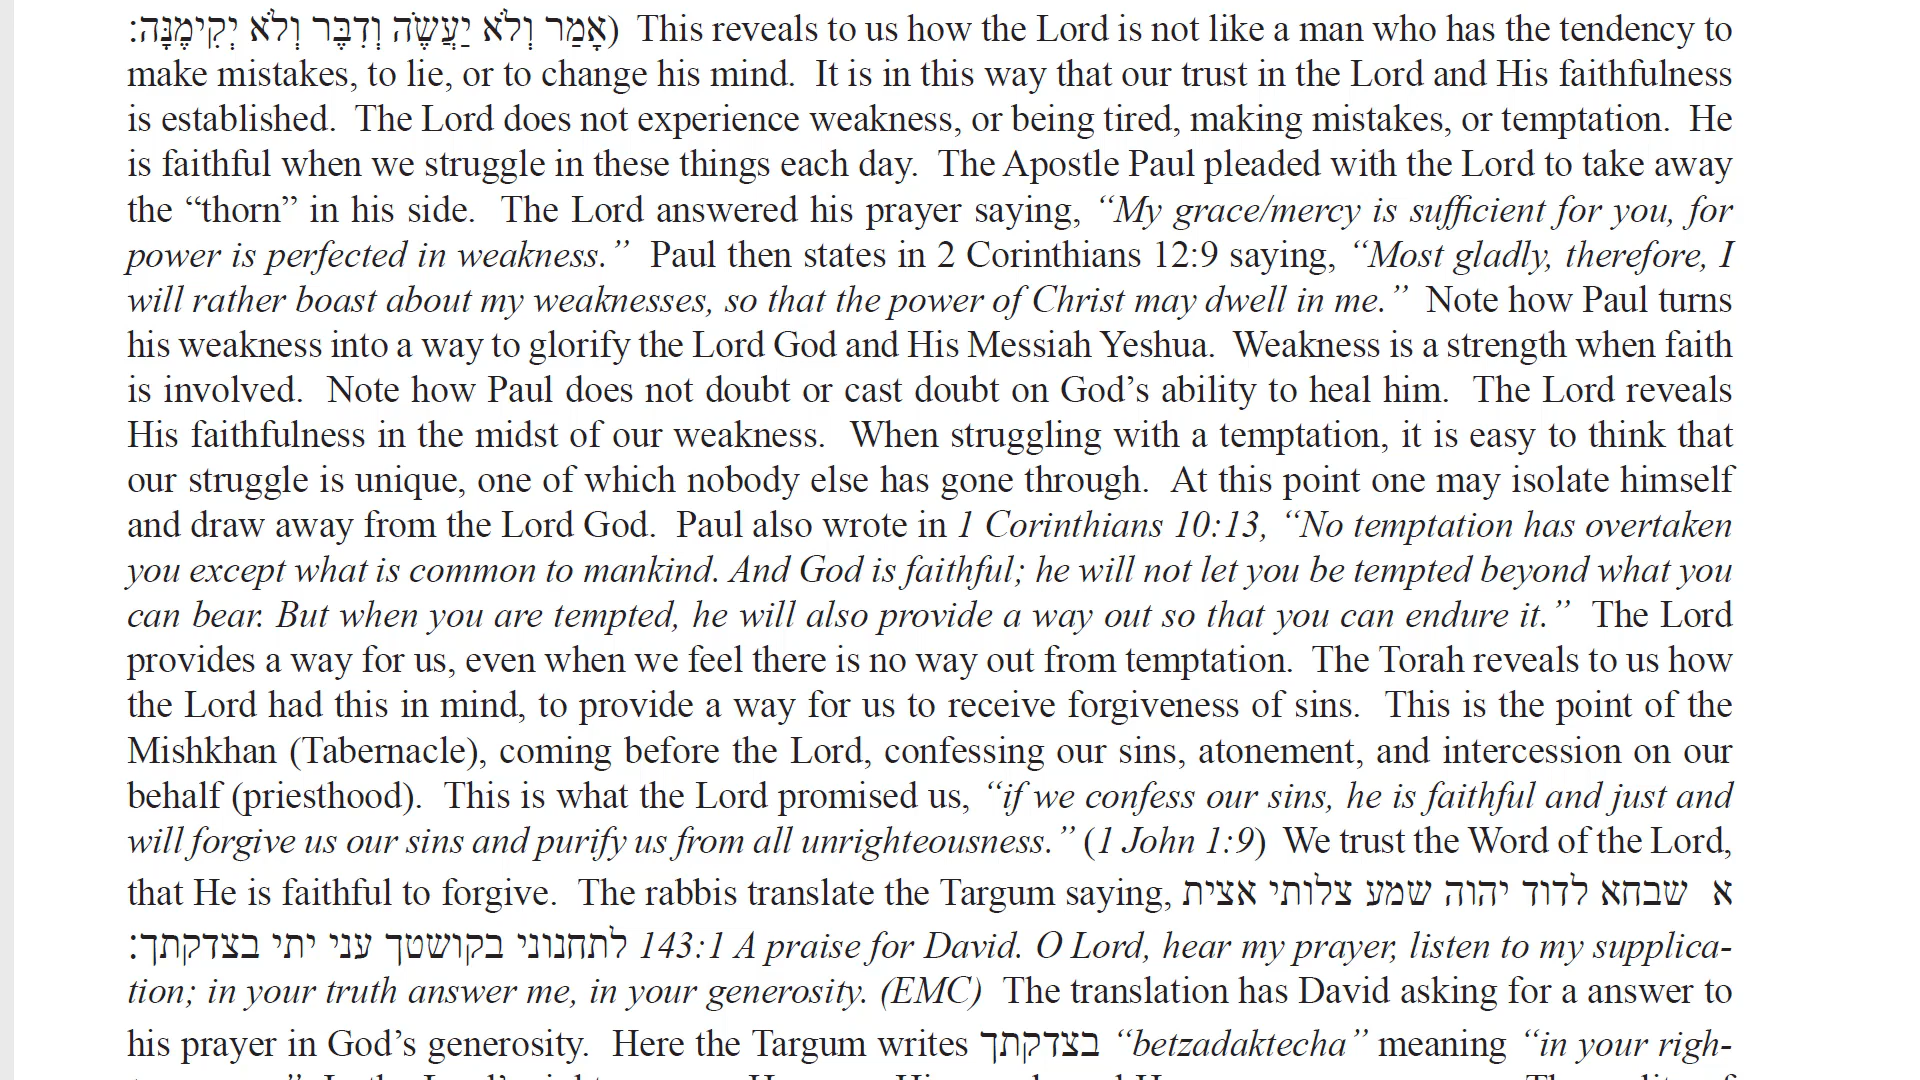 אָמַר וְלֹא יַעֲשֶׂה וְדִבֶּר וְלֹא יְקִימֶנָּה:) This reveals to us how the Lord is not like a man who has the tendency to
make mistakes, to lie, or to change his mind.  It is in this way that our trust in the Lord and His faithfulness
is established.  The Lord does not experience weakness, or being tired, making mistakes, or temptation.  He
is faithful when we struggle in these things each day.  The Apostle Paul pleaded with the Lord to take away
the “thorn” in his side.  The Lord answered his prayer saying, “My grace/mercy is sufficient for you, for
power is perfected in weakness.”  Paul then states in 2 Corinthians 12:9 saying, “Most gladly, therefore, I
will rather boast about my weaknesses, so that the power of Christ may dwell in me.”  Note how Paul turns
his weakness into a way to glorify the Lord God and His Messiah Yeshua.  Weakness is a strength when faith
is involved.  Note how Paul does not doubt or cast doubt on God’s ability to heal him.  The Lord reveals
His faithfulness in the midst of our weakness.  When struggling with a temptation, it is easy to think that
our struggle is unique, one of which nobody else has gone through.  At this point one may isolate himself
and draw away from the Lord God.  Paul also wrote in 1 Corinthians 10:13, “No temptation has overtaken
you except what is common to mankind. And God is faithful; he will not let you be tempted beyond what you
can bear. But when you are tempted, he will also provide a way out so that you can endure it.”  The Lord
provides a way for us, even when we feel there is no way out from temptation.  The Torah reveals to us how
the Lord had this in mind, to provide a way for us to receive forgiveness of sins.  This is the point of the
Mishkhan (Tabernacle), coming before the Lord, confessing our sins, atonement, and intercession on our
behalf (priesthood).  This is what the Lord promised us, “if we confess our sins, he is faithful and just and
will forgive us our sins and purify us from all unrighteousness.” (1 John 1:9)  We trust the Word of the Lord,
that He is faithful to forgive.  The rabbis translate the Targum saying, א  שבחא לדוד יהוה שמע צלותי אצית
לתחנוני בקושטך עני יתי בצדקתך: 143:1 A praise for David. O Lord, hear my prayer, listen to my supplica-
tion; in your truth answer me, in your generosity. (EMC)  The translation has David asking for a answer to
his prayer in God’s generosity.  Here the Targum writes בצדקתך “betzadaktecha” meaning “in your righ-